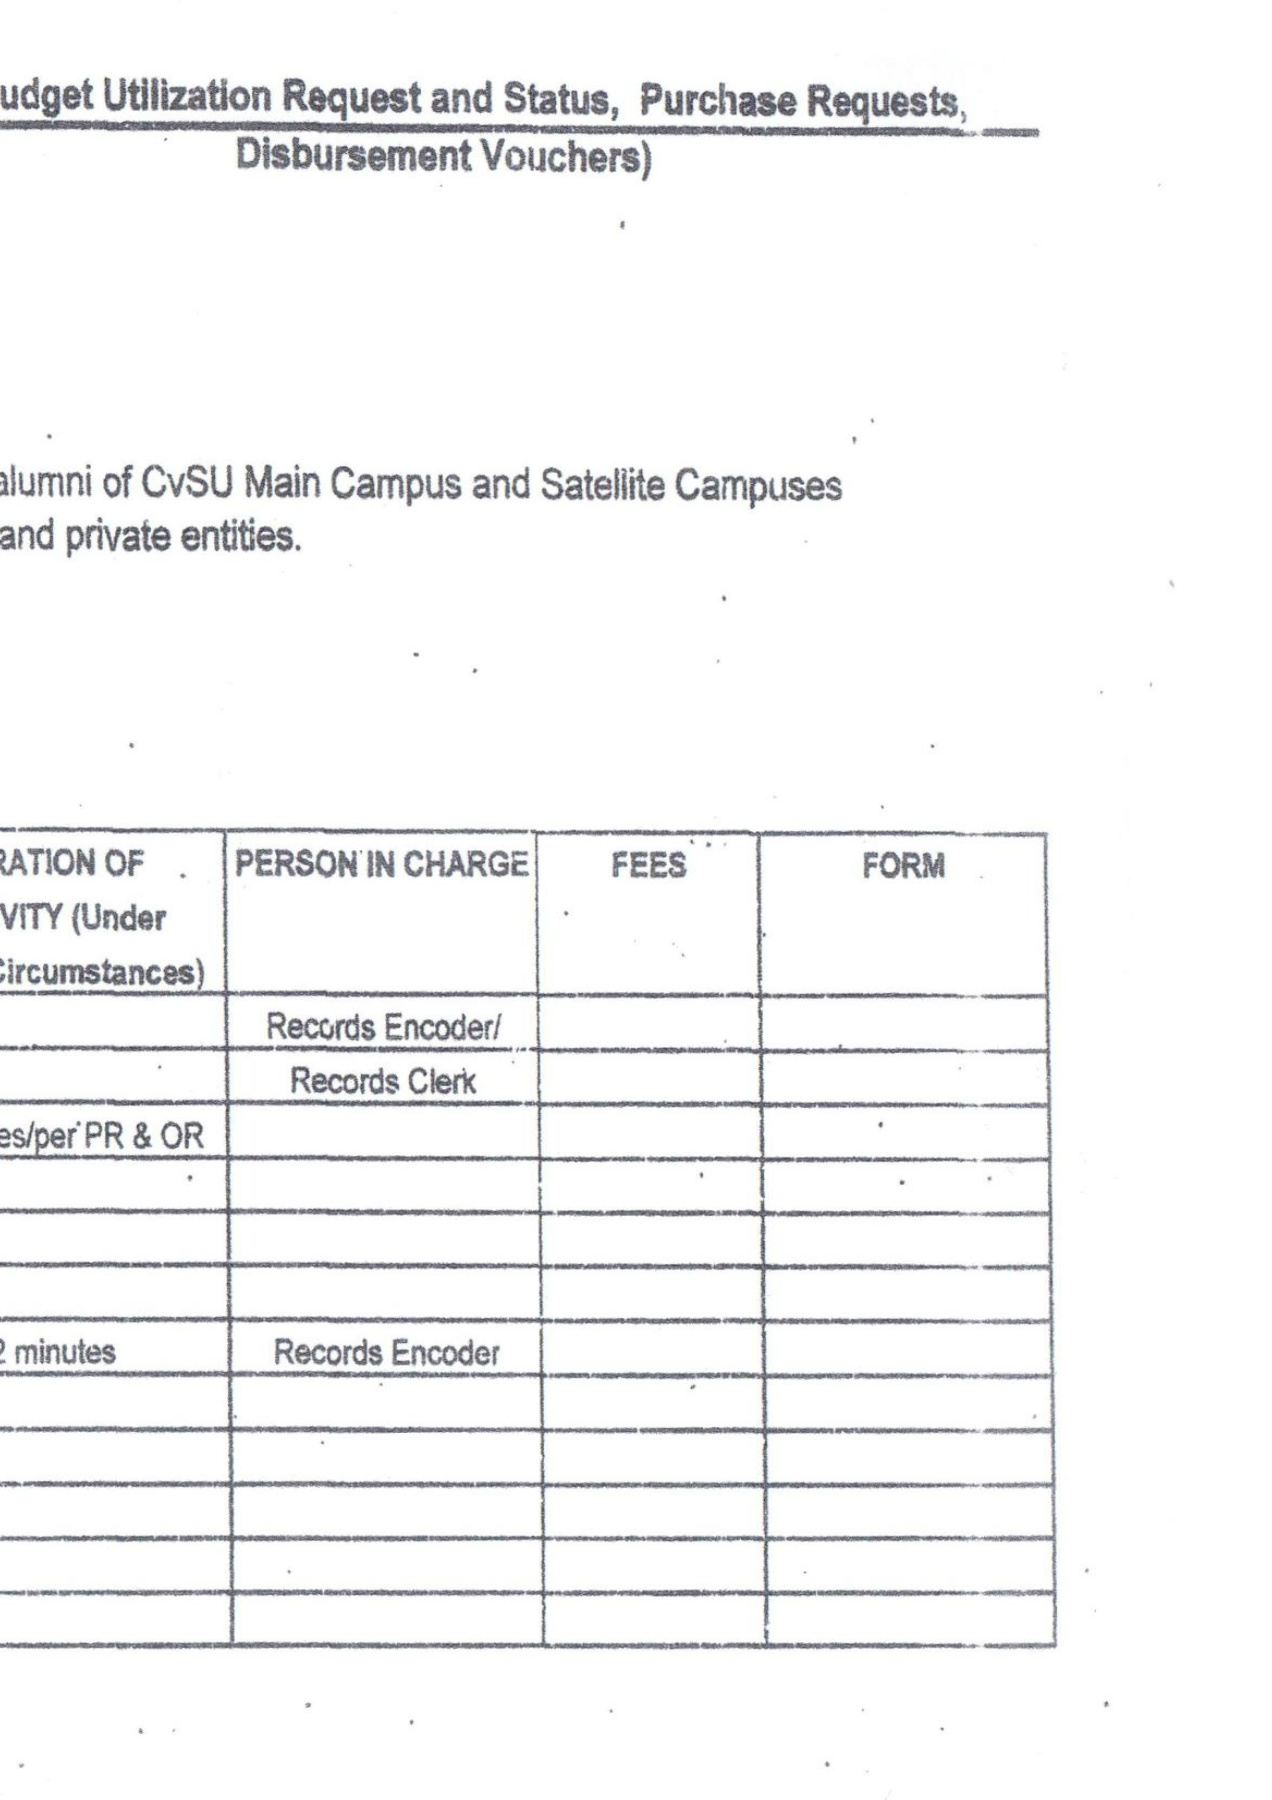 udget Utilization Request and Status, Purchase Requests,
Disbursement Vouchers)
alumni of CvSU Main Campus and Satellite Campuses
and private entities.
RATION OF PERSON IN CHARGE FEES FORM
VITY (Under
Circumstances)
Records Encoder/
Records Clerk
es/per PR & OR
2 minutes Records Encoder